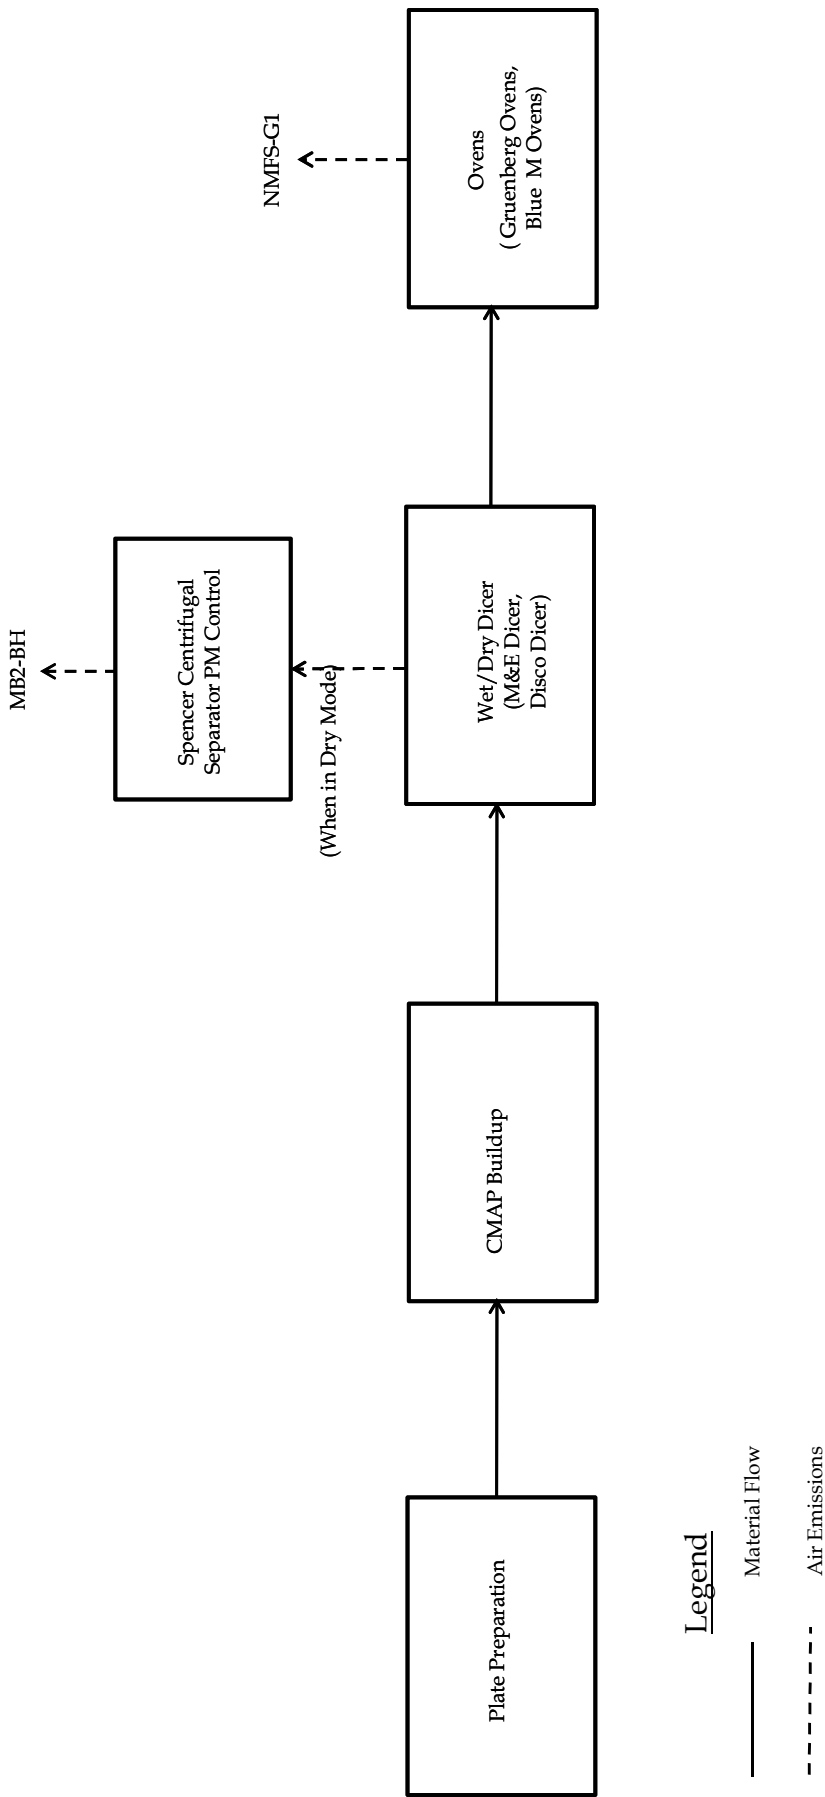 MB2-BH
NMFS-G1
Spencer Centrifugal
Separator PM Control
(When in Dry Mode)
Plate Preparation
CMAP Buildup
Wet/Dry Dicer
(M&E Dicer,
Disco Dicer)
Ovens
( Gruenberg Ovens,
Blue M Ovens)
Legend
Material Flow
Air Emissions